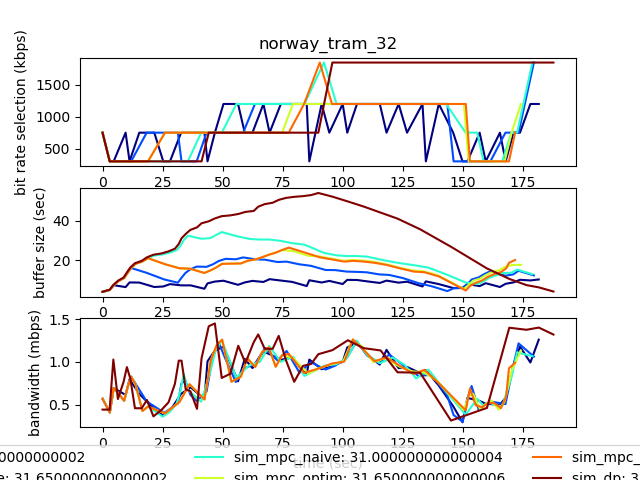 norway_tram_32
bit rate selection (kbps)
1500
1000
500
0 25 50 75 100 125 150 175
buffer size (sec)
40
20
0 25 50 75 100 125 150 175
bandwidth (mbps)
1.5
1.0
0.5
0 25 50 75 100 125 150 175
time (sec)
0000000002 sim_mpc_naive: 31.000000000000004 sim_mpc_
e: 31.650000000000002 sim_mpc_optim: 31.650000000000006 sim_dp: 3